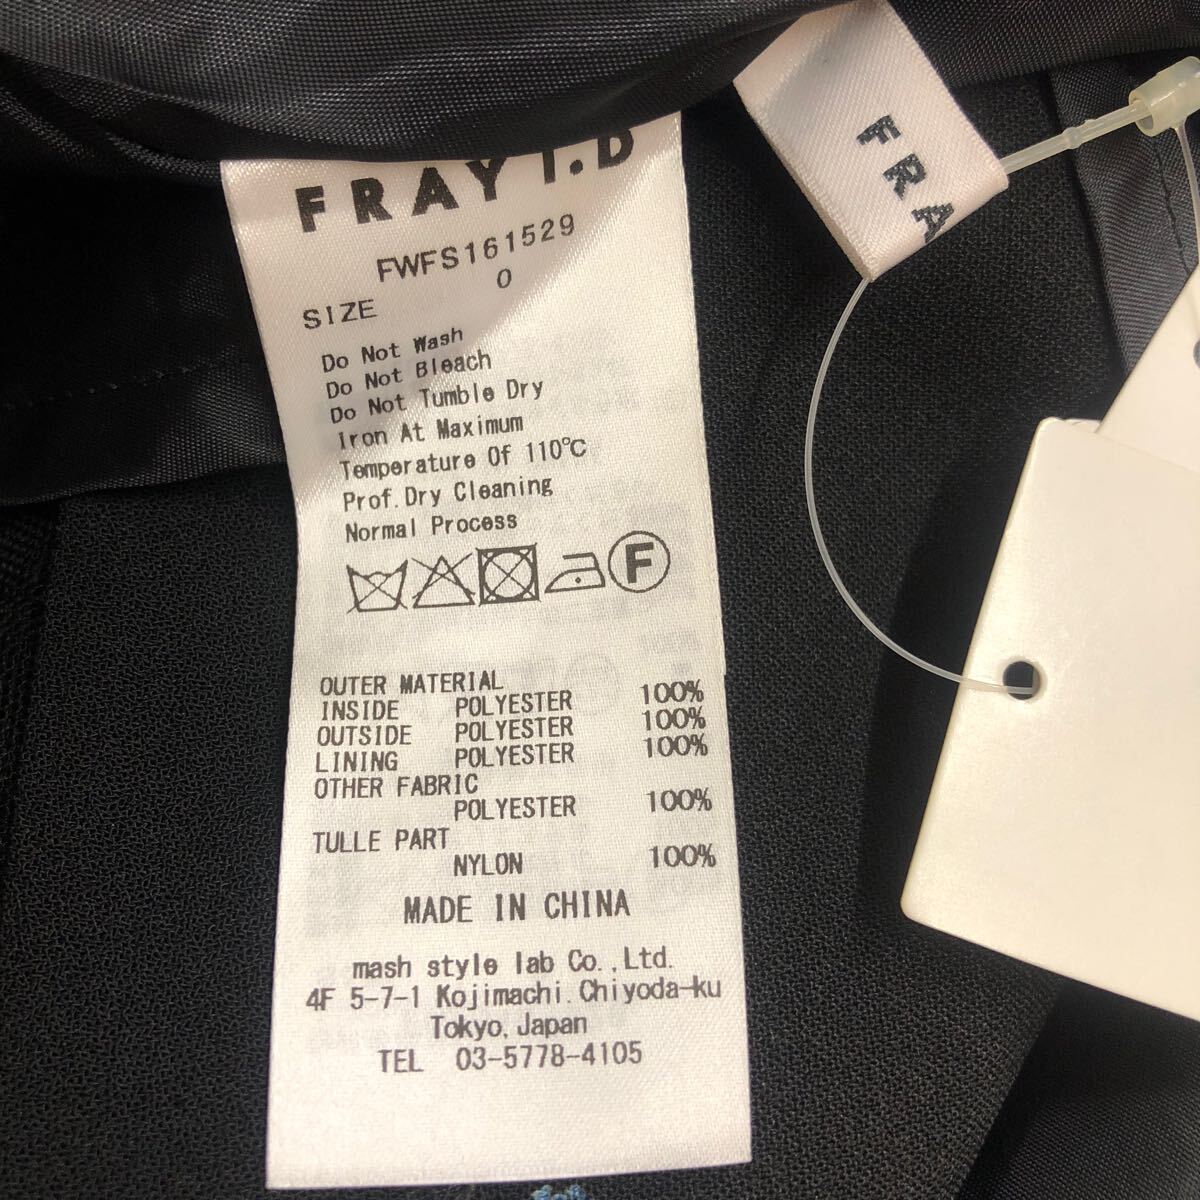 FRAY I.D
FRA
FWFS161529
SIZE 0
Do Not Wash
Do Not Bleach
Do Not Tumble Dry
Iron At Maximum
Temperature Of 110℃
Prof.Dry Cleaning
Normal Process
F
OUTER MATERIAL
INSIDE POLYESTER 100%
OUTSIDE POLYESTER 100%
LINING POLYESTER 100%
OTHER FABRIC
POLYESTER 100%
TULLE PART
NYLON 100%
MADE IN CHINA
mash style lab Co.,Ltd.
4F 5-7-1 Kojimachi.Chiyoda-ku
Tokyo,Japan
TEL 03-5778-4105